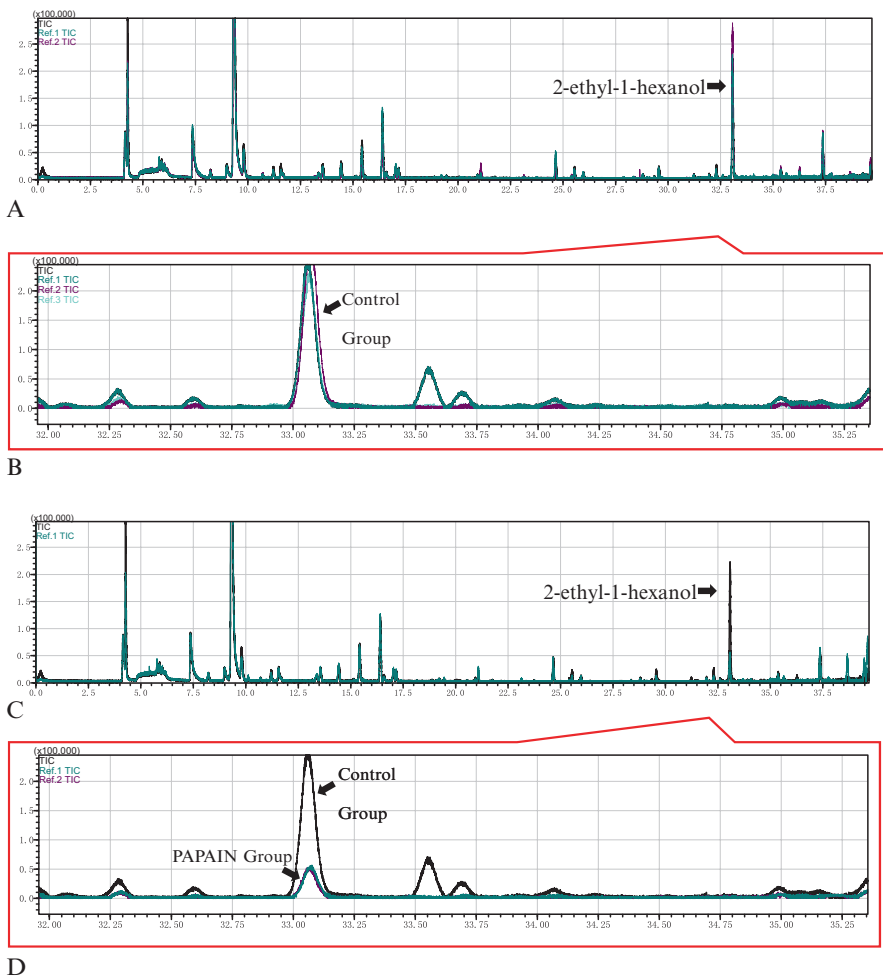 (x100,000)
TIC
Ref.1 TIC
Ref.2 TIC
2.5
2.0
1.5
1.0
0.5
0.0
2-ethyl-1-hexanol
0.0 2.5 5.0 7.5 10.0 12.5 15.0 17.5 20.0 22.5 25.0 27.5 30.0 32.5 35.0 37.5
A
(x100,000)
TIC
Ref.1 TIC
Ref.2 TIC
Ref.3 TIC
2.0
1.5
1.0
0.5
0.0
Control
Group
32.00 32.25 32.50 32.75 33.00 33.25 33.50 33.75 34.00 34.25 34.50 34.75 35.00 35.25
B
(x100,000)
TIC
Ref.1 TIC
2.5
2.0
1.5
1.0
0.5
0.0
2-ethyl-1-hexanol
0.0 2.5 5.0 7.5 10.0 12.5 15.0 17.5 20.0 22.5 25.0 27.5 30.0 32.5 35.0 37.5
C
(x100,000)
TIC
Ref.1 TIC
Ref.2 TIC
2.0
1.5
1.0
0.5
0.0
Control
Group
PAPAIN Group
32.00 32.25 32.50 32.75 33.00 33.25 33.50 33.75 34.00 34.25 34.50 34.75 35.00 35.25
D